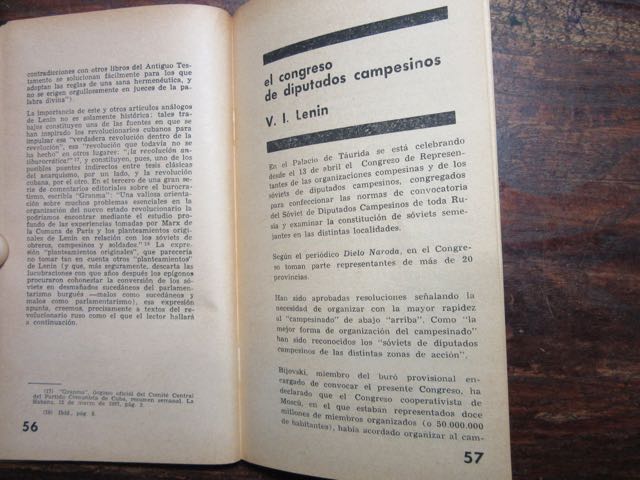 contradicciones con otros libros del Antiguo Tes-
tamento se solucionan fácilmente para los que
adoptan las reglas de una sana hermenéutica, y
no se erigen orgullosamente en jueces de la pa-
labra divina").
La importancia de este y otros artículos análogos
de Lenin no es solamente histórica: tales tra-
bajos constituyen una de las fuentes en que se
han inspirado los revolucionarios cubanos para
impulsar esa "verdadera revolución dentro de la
revolución", esa "revolución que todavía no se
ha hecho" en otros lugares: "¡la revolución anti-
burocrática!" 17, y constituyen, pues, uno de los
posibles puentes indirectos entre tesis clásicas
del anarquismo, por un lado, y la revolución
cubana, por el otro. En el tercero de una gran se-
rie de comentarios editoriales sobre el burocra-
tismo, escribía "Granma": "Una valiosa orienta-
ción sobre muchos problemas esenciales en la
organización del nuevo estado revolucionario la
podríamos encontrar mediante el estudio profun-
do de las experiencias tomadas por Marx de
la Comuna de París y los planteamientos origi-
nales de Lenin en relación con los sóviets de
obreros, campesinos y soldados." 18 La expre-
sión "planteamientos originales", que parecería
no tomar tan en cuenta otros "planteamientos"
de Lenin (y que, más seguramente, descarta las
lucubraciones con que años después los epígonos
procuraron cohonestar la conversión de los só-
viets en desmañados sucedáneos del parlamenta-
rismo burgués —malos como sucedáneos y
malos como parlamentarismo), esa expresión
apunta, creemos, precisamente a textos del re-
volucionario ruso como el que el lector hallará
a continuación.
(17) "Granma", órgano oficial del Comité Central
del Partido Comunista de Cuba, resumen semanal. La
Habana, 12 de marzo de 1967, pág. 2.
(18) Ibíd., pág. 2.
56
el congreso
de diputados campesinos
V. I. Lenin
En el Palacio de Táurida se está celebrando
desde el 13 de abril el Congreso de Represen-
tantes de las organizaciones campesinas y de los
sóviets de diputados campesinos, congregados
para confeccionar las normas de convocatoria
del Sóviet de Diputados Campesinos de toda Ru-
sia y examinar la constitución de sóviets seme-
jantes en las distintas localidades.
Según el periódico Dielo Naroda, en el Congre-
so toman parte representantes de más de 20
provincias.
Han sido aprobadas resoluciones señalando la
necesidad de organizar con la mayor rapidez
al "campesinado" de abajo "arriba". Como "la
mejor forma de organización del campesinado"
han sido reconocidos los "sóviets de diputados
campesinos de las distintas zonas de acción".
Bijovski, miembro del buró provisional en-
cargado de convocar el presente Congreso, ha
declarado que el Congreso cooperativista de
Moscú, en el que estaban representados doce
millones de miembros organizados (o 50.000.000
de habitantes), había acordado organizar al cam-
57